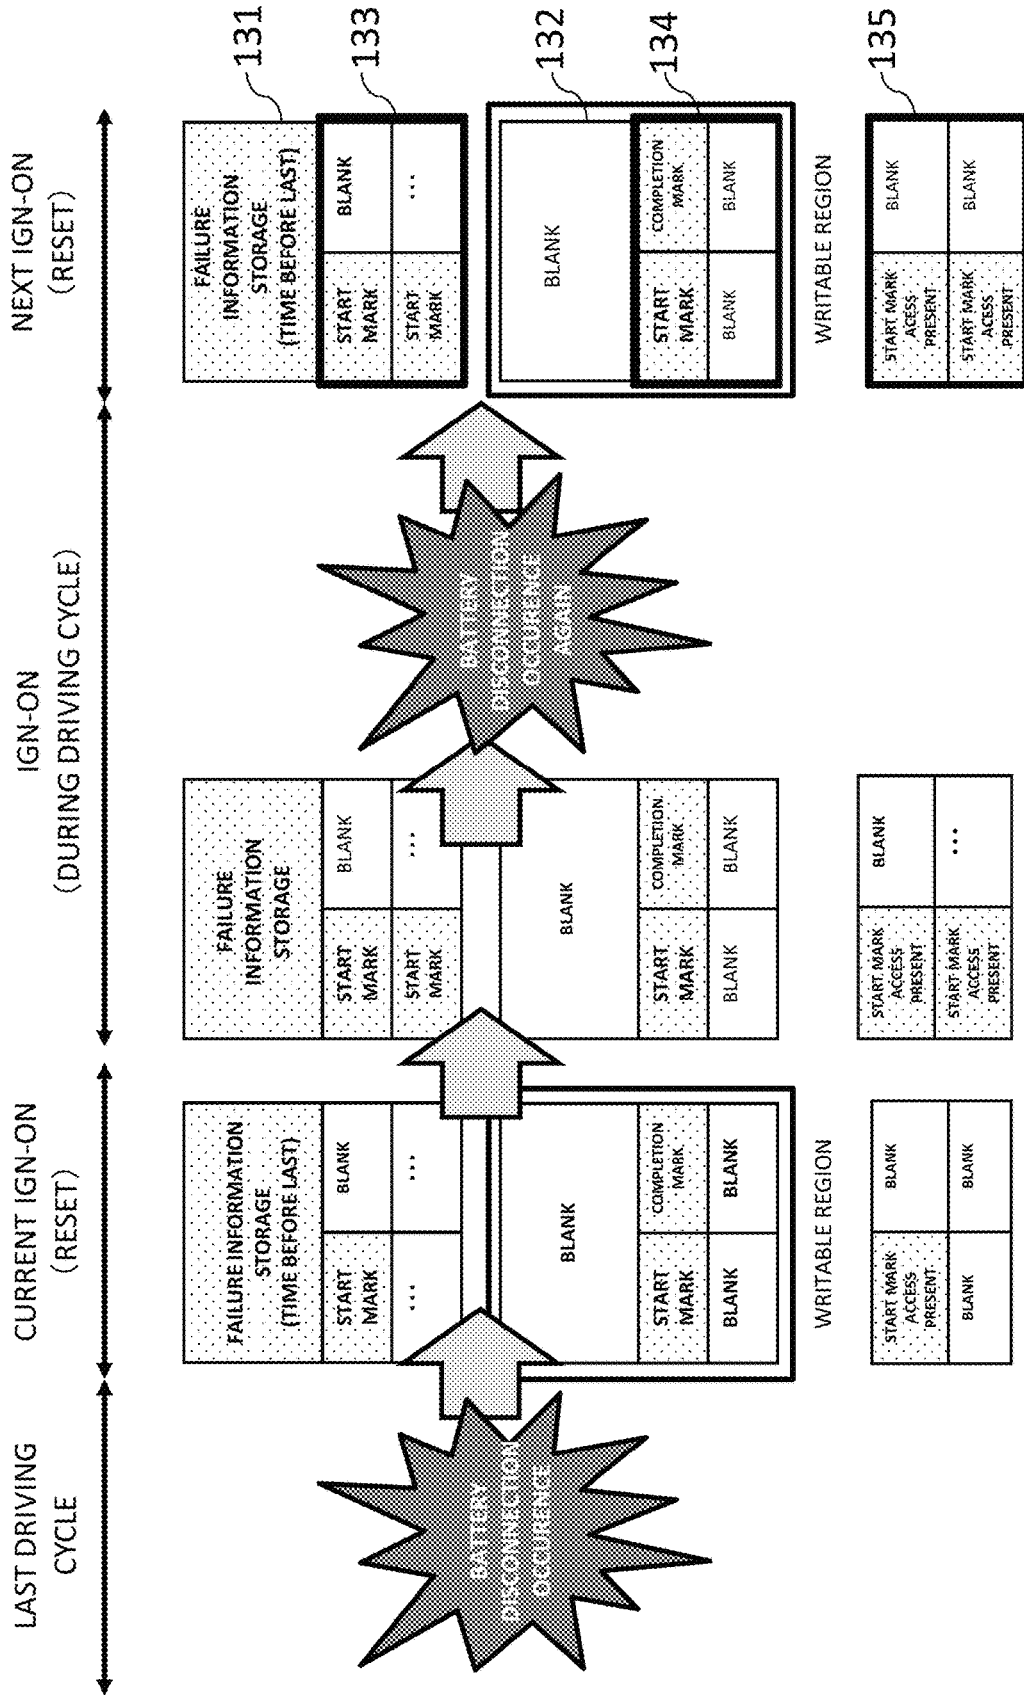 LAST DRIVING
CYCLE
BATTERY
DISCONNECTION
OCCURENCE
CURRENT IGN-ON
(RESET)
FAILURE INFORMATION
STORAGE
(TIME BEFORE LAST)
START
MARK
BLANK
...
...
BLANK
START
MARK
COMPLETION
MARK
BLANK
BLANK
WRITABLE REGION
START MARK
ACCESS
PRESENT
BLANK
BLANK
BLANK
IGN-ON
(DURING DRIVING CYCLE)
FAILURE
INFORMATION
STORAGE
START
MARK
BLANK
START
MARK
...
BLANK
START
MARK
COMPLETION
MARK
BLANK
BLANK
START MARK
ACCESS
PRESENT
BLANK
START MARK
ACCESS
PRESENT
...
BATTERY
DISCONNECTION
OCCURENCE
AGAIN
NEXT IGN-ON
(RESET)
FAILURE
INFORMATION
STORAGE
(TIME BEFORE LAST)
131
START
MARK
BLANK
START
MARK
...
133
BLANK
132
START
MARK
COMPLETION
MARK
BLANK
BLANK
134
WRITABLE REGION
START MARK
ACESS
PRESENT
BLANK
START MARK
ACESS
PRESENT
BLANK
135